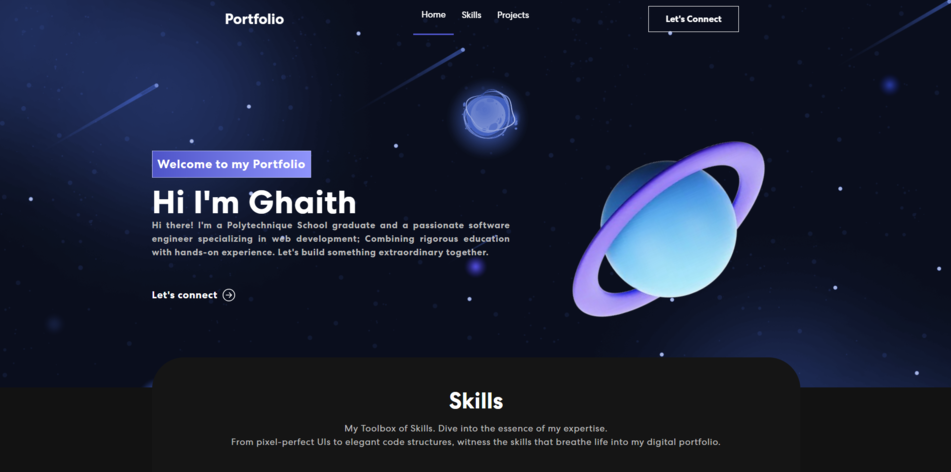 Portfolio
Home
Skills
Projects
Let's Connect
Welcome to my Portfolio
Hi I'm Ghaith
Hi there! I'm a Polytechnique School graduate and a passionate software
engineer specializing in web development; Combining rigorous education
with hands-on experience. Let's build something extraordinary together.
Let's connect
Skills
My Toolbox of Skills. Dive into the essence of my expertise.
From pixel-perfect UIs to elegant code structures, witness the skills that breathe life into my digital portfolio.